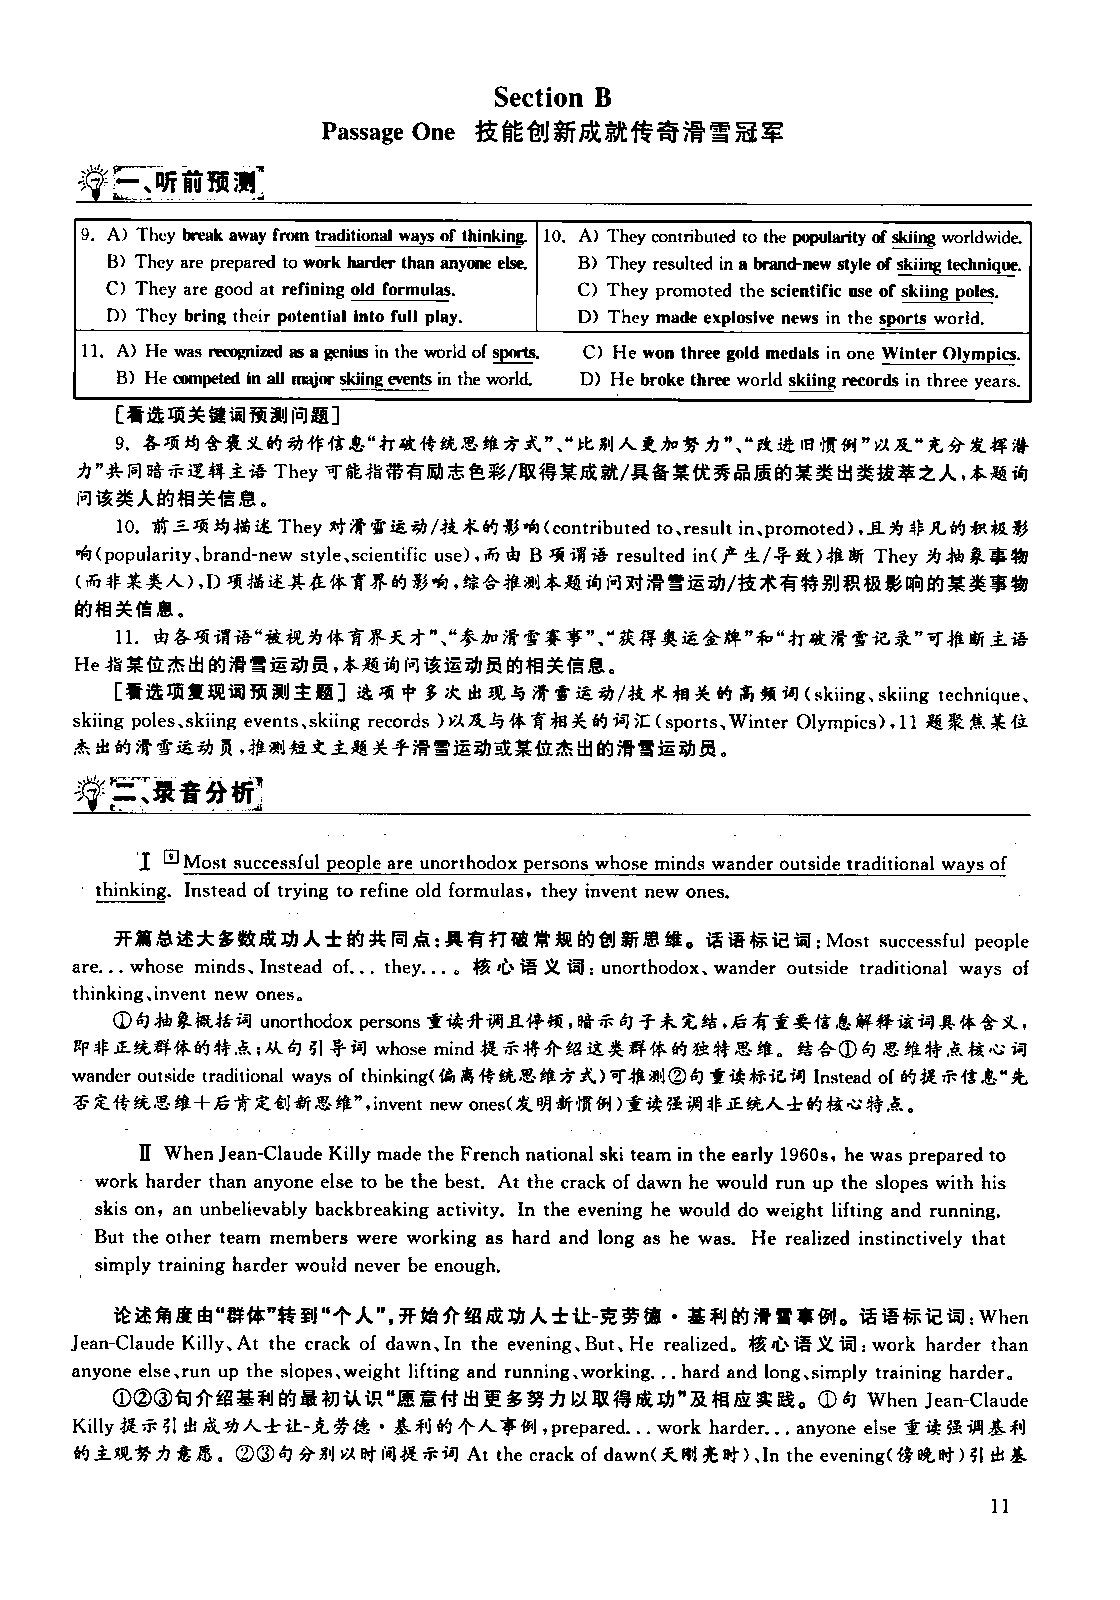 Section B
Passage One 技能创新成就传奇滑雪冠军
一、听前预测
9. A) They break away from traditional ways of thinking.
B) They are prepared to work harder than anyone else.
C) They are good at refining old formulas.
D) They bring their potential into full play.
10. A) They contributed to the popularity of skiing worldwide.
B) They resulted in a brand-new style of skiing technique.
C) They promoted the scientific use of skiing poles.
D) They made explosive news in the sports world.
11. A) He was recognized as a genius in the world of sports.
B) He competed in all major skiing events in the world.
C) He won three gold medals in one Winter Olympics.
D) He broke three world skiing records in three years.
[看选项关键词预测问题]
9. 各项均含褒义的动作信息“打破传统思维方式”、“比别人更加努力”、“改进旧惯例”以及“充分发挥潜
力”共同暗示逻辑主语 They 可能指带有励志色彩/取得某成就/具备某优秀品质的某类出类拔萃之人,本题询
问该类人的相关信息。
10. 前三项均描述 They 对滑雪运动/技术的影响(contributed to、result in、promoted),且为非凡的积极影
响(popularity、brand-new style、scientific use),而由 B 项谓语 resulted in(产生/导致)推断 They 为抽象事物
(而非某类人),D 项描述其在体育界的影响,综合推测本题询问对滑雪运动/技术有特别积极影响的某类事物
的相关信息。
11. 由各项谓语“被视为体育界天才”、“参加滑雪赛事”、“获得奥运金牌”和“打破滑雪记录”可推断主语
He 指某位杰出的滑雪运动员,本题询问该运动员的相关信息。
[看选项复现词预测主题] 选项中多次出现与滑雪运动/技术相关的高频词(skiing、skiing technique、
skiing poles、skiing events、skiing records )以及与体育相关的词汇(sports、Winter Olympics),11 题聚焦某位
杰出的滑雪运动员,推测短文主题关乎滑雪运动或某位杰出的滑雪运动员。
二、录音分析
Ⅰ [9] Most successful people are unorthodox persons whose minds wander outside traditional ways of
thinking. Instead of trying to refine old formulas, they invent new ones.
开篇总述大多数成功人士的共同点:具有打破常规的创新思维。话语标记词:Most successful people
are... whose minds、Instead of... they...。核心语义词:unorthodox、wander outside traditional ways of
thinking、invent new ones。
①句抽象概括词 unorthodox persons 重读升调且停顿,暗示句子未完结,后有重要信息解释该词具体含义,
即非正统群体的特点;从句引导词 whose mind 提示将介绍这类群体的独特思维。结合①句思维特点核心词
wander outside traditional ways of thinking(偏离传统思维方式)可推测②句重读标记词 Instead of 的提示信息“先
否定传统思维+后肯定创新思维”,invent new ones(发明新惯例)重读强调非正统人士的核心特点。
Ⅱ When Jean-Claude Killy made the French national ski team in the early 1960s, he was prepared to
work harder than anyone else to be the best. At the crack of dawn he would run up the slopes with his
skis on, an unbelievably backbreaking activity. In the evening he would do weight lifting and running.
But the other team members were working as hard and long as he was. He realized instinctively that
simply training harder would never be enough.
论述角度由“群体”转到“个人”,开始介绍成功人士让-克劳德·基利的滑雪事例。话语标记词:When
Jean-Claude Killy、At the crack of dawn、In the evening、But、He realized。核心语义词:work harder than
anyone else、run up the slopes、weight lifting and running、working... hard and long、simply training harder。
①②③句介绍基利的最初认识“愿意付出更多努力以取得成功”及相应实践。①句 When Jean-Claude
Killy 提示引出成功人士让-克劳德·基利的个人事例,prepared... work harder... anyone else 重读强调基利
的主观努力意愿。②③句分别以时间提示词 At the crack of dawn(天刚亮时)、In the evening(傍晚时)引出基
11